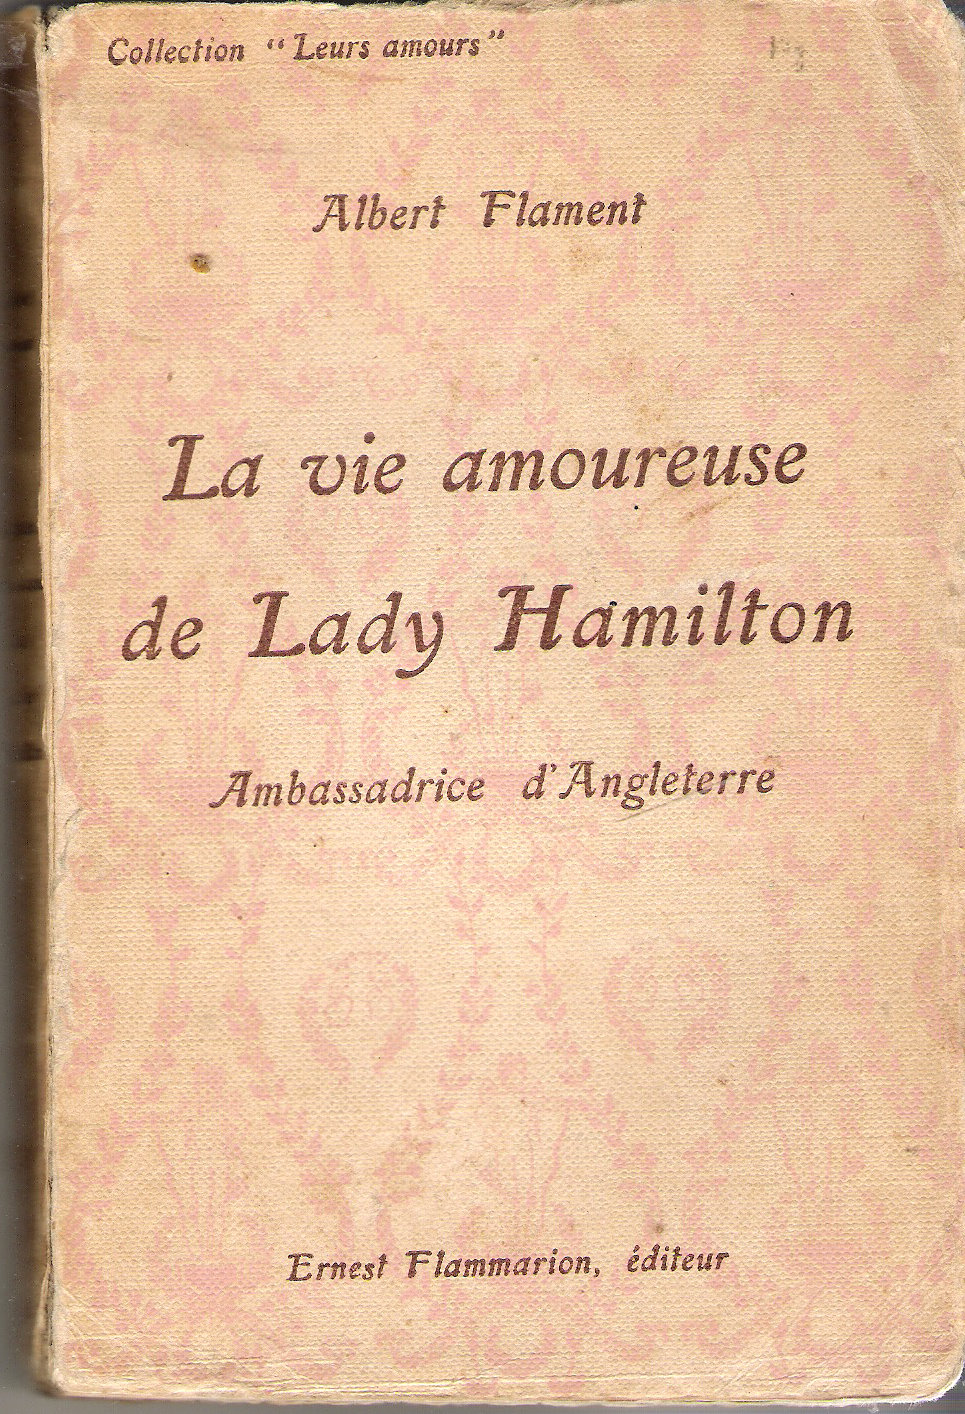 Collection “Leurs amours”
Albert Flament
La vie amoureuse
de Lady Hamilton
Ambassadrice d'Angleterre
Ernest Flammarion, éditeur